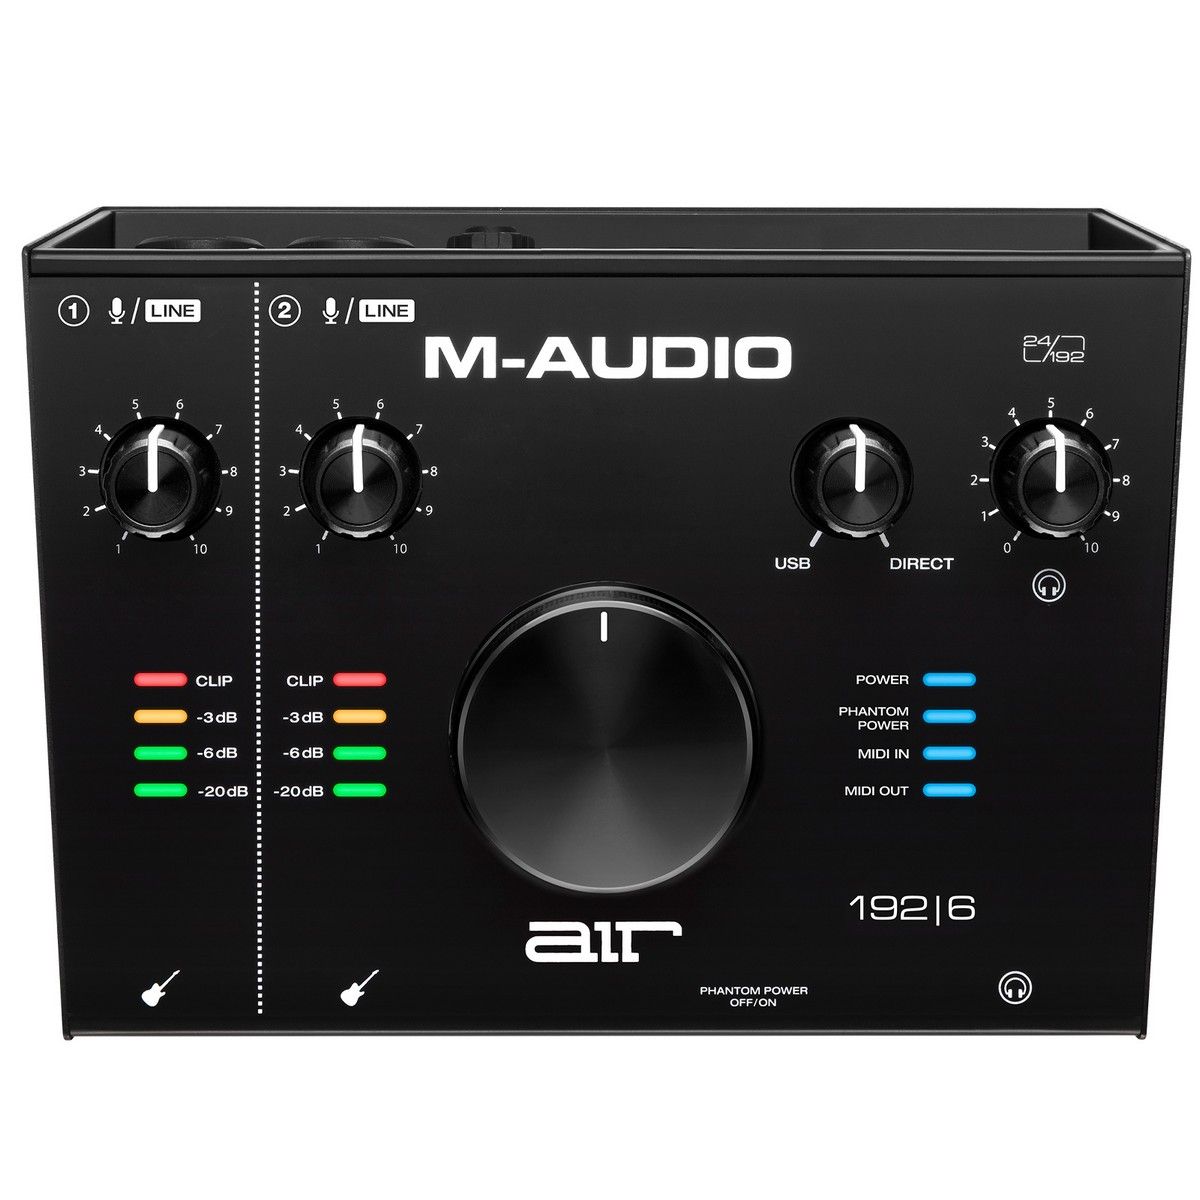 1 / LINE
2 / LINE
M-AUDIO
24/192
5 6
4 7
3 8
2 9
1 10
5 6
4 7
3 8
2 9
1 10
USB DIRECT
5
4 6
3 7
2 8
1 9
0 10
CLIP
-3dB
-6dB
-20dB
CLIP
-3dB
-6dB
-20dB
POWER
PHANTOM
POWER
MIDI IN
MIDI OUT
192|6
air
PHANTOM POWER
OFF/ON